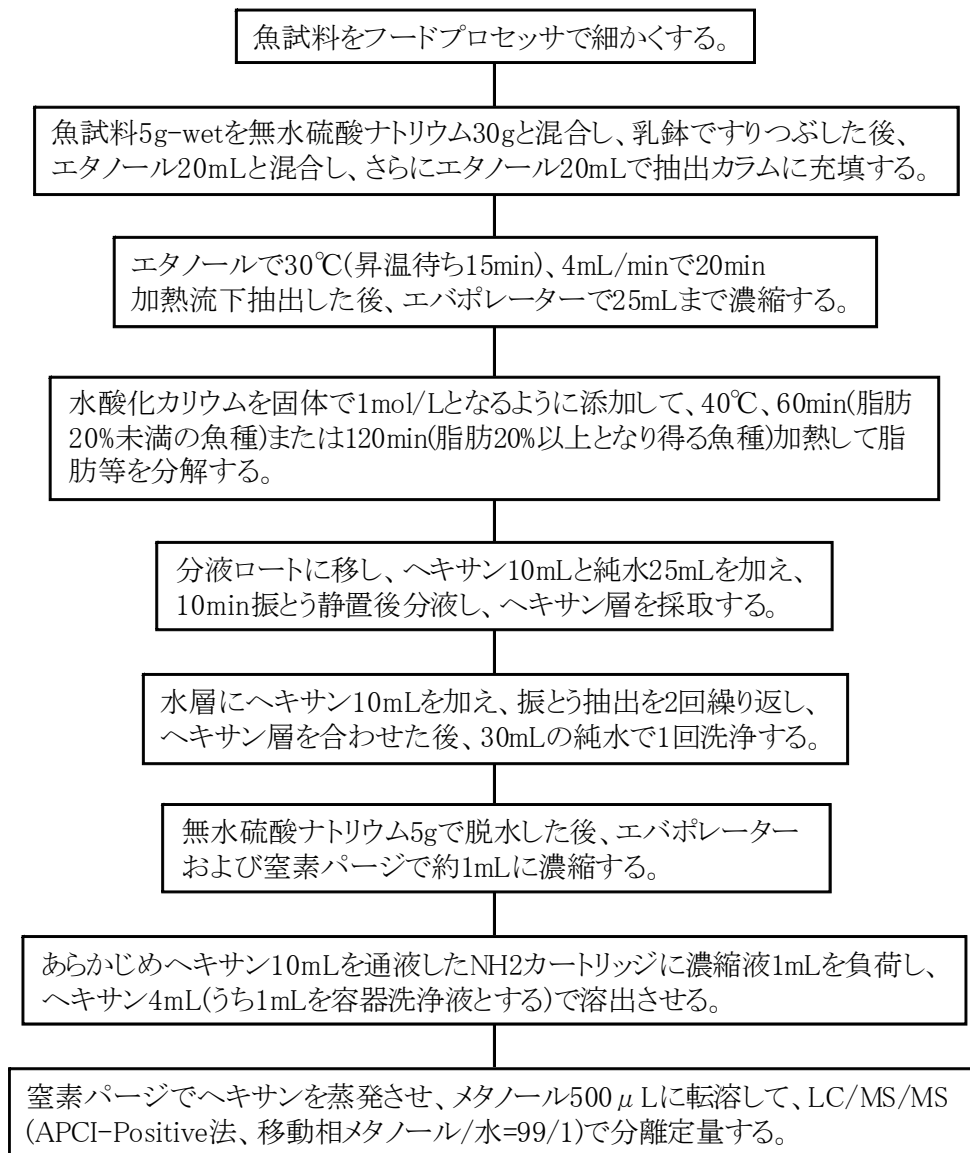 魚試料をフードプロセッサで細かくする。
魚試料5g-wetを無水硫酸ナトリウム30gと混合し、乳鉢ですりつぶした後、
エタノール20mLと混合し、さらにエタノール20mLで抽出カラムに充填する。
エタノールで30℃(昇温待ち15min)、4mL/minで20min
加熱流下抽出した後、エバポレーターで25mLまで濃縮する。
水酸化カリウムを固体で1mol/Lとなるように添加して、40℃、60min(脂肪
20%未満の魚種)または120min(脂肪20%以上となり得る魚種)加熱して脂
肪等を分解する。
分液ロートに移し、ヘキサン10mLと純水25mLを加え、
10min振とう静置後分液し、ヘキサン層を採取する。
水層にヘキサン10mLを加え、振とう抽出を2回繰り返し、
ヘキサン層を合わせた後、30mLの純水で1回洗浄する。
無水硫酸ナトリウム5gで脱水した後、エバポレーター
および窒素パージで約1mLに濃縮する。
あらかじめヘキサン10mLを通液したNH2カートリッジに濃縮液1mLを負荷し、
ヘキサン4mL(うち1mLを容器洗浄液とする)で溶出させる。
窒素パージでヘキサンを蒸発させ、メタノール500μLに転溶して、LC/MS/MS
(APCI-Positive法、移動相メタノール/水=99/1)で分離定量する。